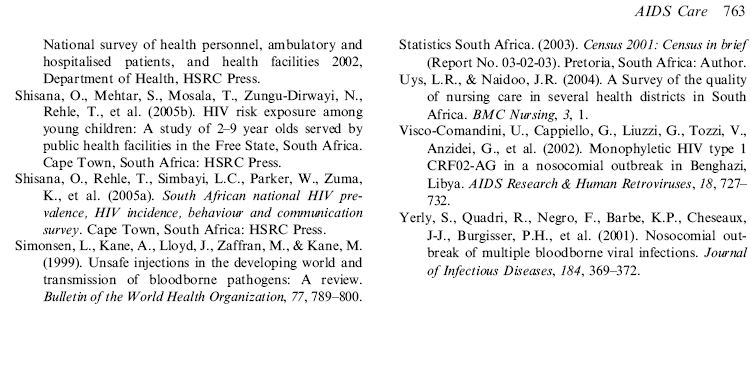 AIDS Care 763
National survey of health personnel, ambulatory and
hospitalised patients, and health facilities 2002,
Department of Health, HSRC Press.
Shisana, O., Mehtar, S., Mosala, T., Zungu-Dirwayi, N.,
Rehle, T., et al. (2005b). HIV risk exposure among
young children: A study of 2–9 year olds served by
public health facilities in the Free State, South Africa.
Cape Town, South Africa: HSRC Press.
Shisana, O., Rehle, T., Simbayi, L.C., Parker, W., Zuma,
K., et al. (2005a). South African national HIV pre-
valence, HIV incidence, behaviour and communication
survey. Cape Town, South Africa: HSRC Press.
Simonsen, L., Kane, A., Lloyd, J., Zaffran, M., & Kane, M.
(1999). Unsafe injections in the developing world and
transmission of bloodborne pathogens: A review.
Bulletin of the World Health Organization, 77, 789–800.
Statistics South Africa. (2003). Census 2001: Census in brief
(Report No. 03-02-03). Pretoria, South Africa: Author.
Uys, L.R., & Naidoo, J.R. (2004). A Survey of the quality
of nursing care in several health districts in South
Africa. BMC Nursing, 3, 1.
Visco-Comandini, U., Cappiello, G., Liuzzi, G., Tozzi, V.,
Anzidei, G., et al. (2002). Monophyletic HIV type 1
CRF02-AG in a nosocomial outbreak in Benghazi,
Libya. AIDS Research & Human Retroviruses, 18, 727–
732.
Yerly, S., Quadri, R., Negro, F., Barbe, K.P., Cheseaux,
J-J., Burgisser, P.H., et al. (2001). Nosocomial out-
break of multiple bloodborne viral infections. Journal
of Infectious Diseases, 184, 369–372.